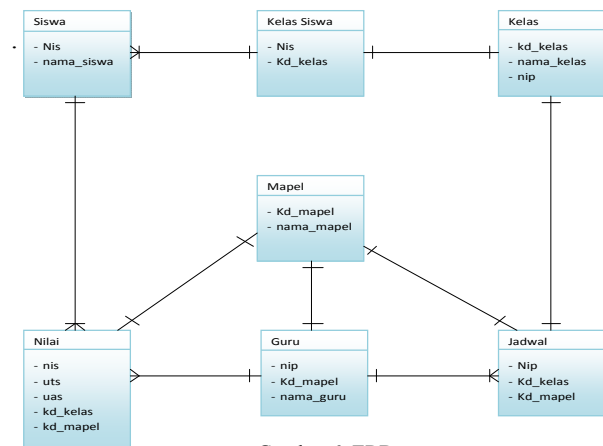 Siswa
- Nis
- nama_siswa
Kelas Siswa
- Nis
- Kd_kelas
Kelas
- kd_kelas
- nama_kelas
- nip
Mapel
- Kd_mapel
- nama_mapel
Nilai
- nis
- uts
- uas
- kd_kelas
- kd_mapel
Guru
- nip
- Kd_mapel
- nama_guru
Jadwal
- Nip
- Kd_kelas
- Kd_mapel